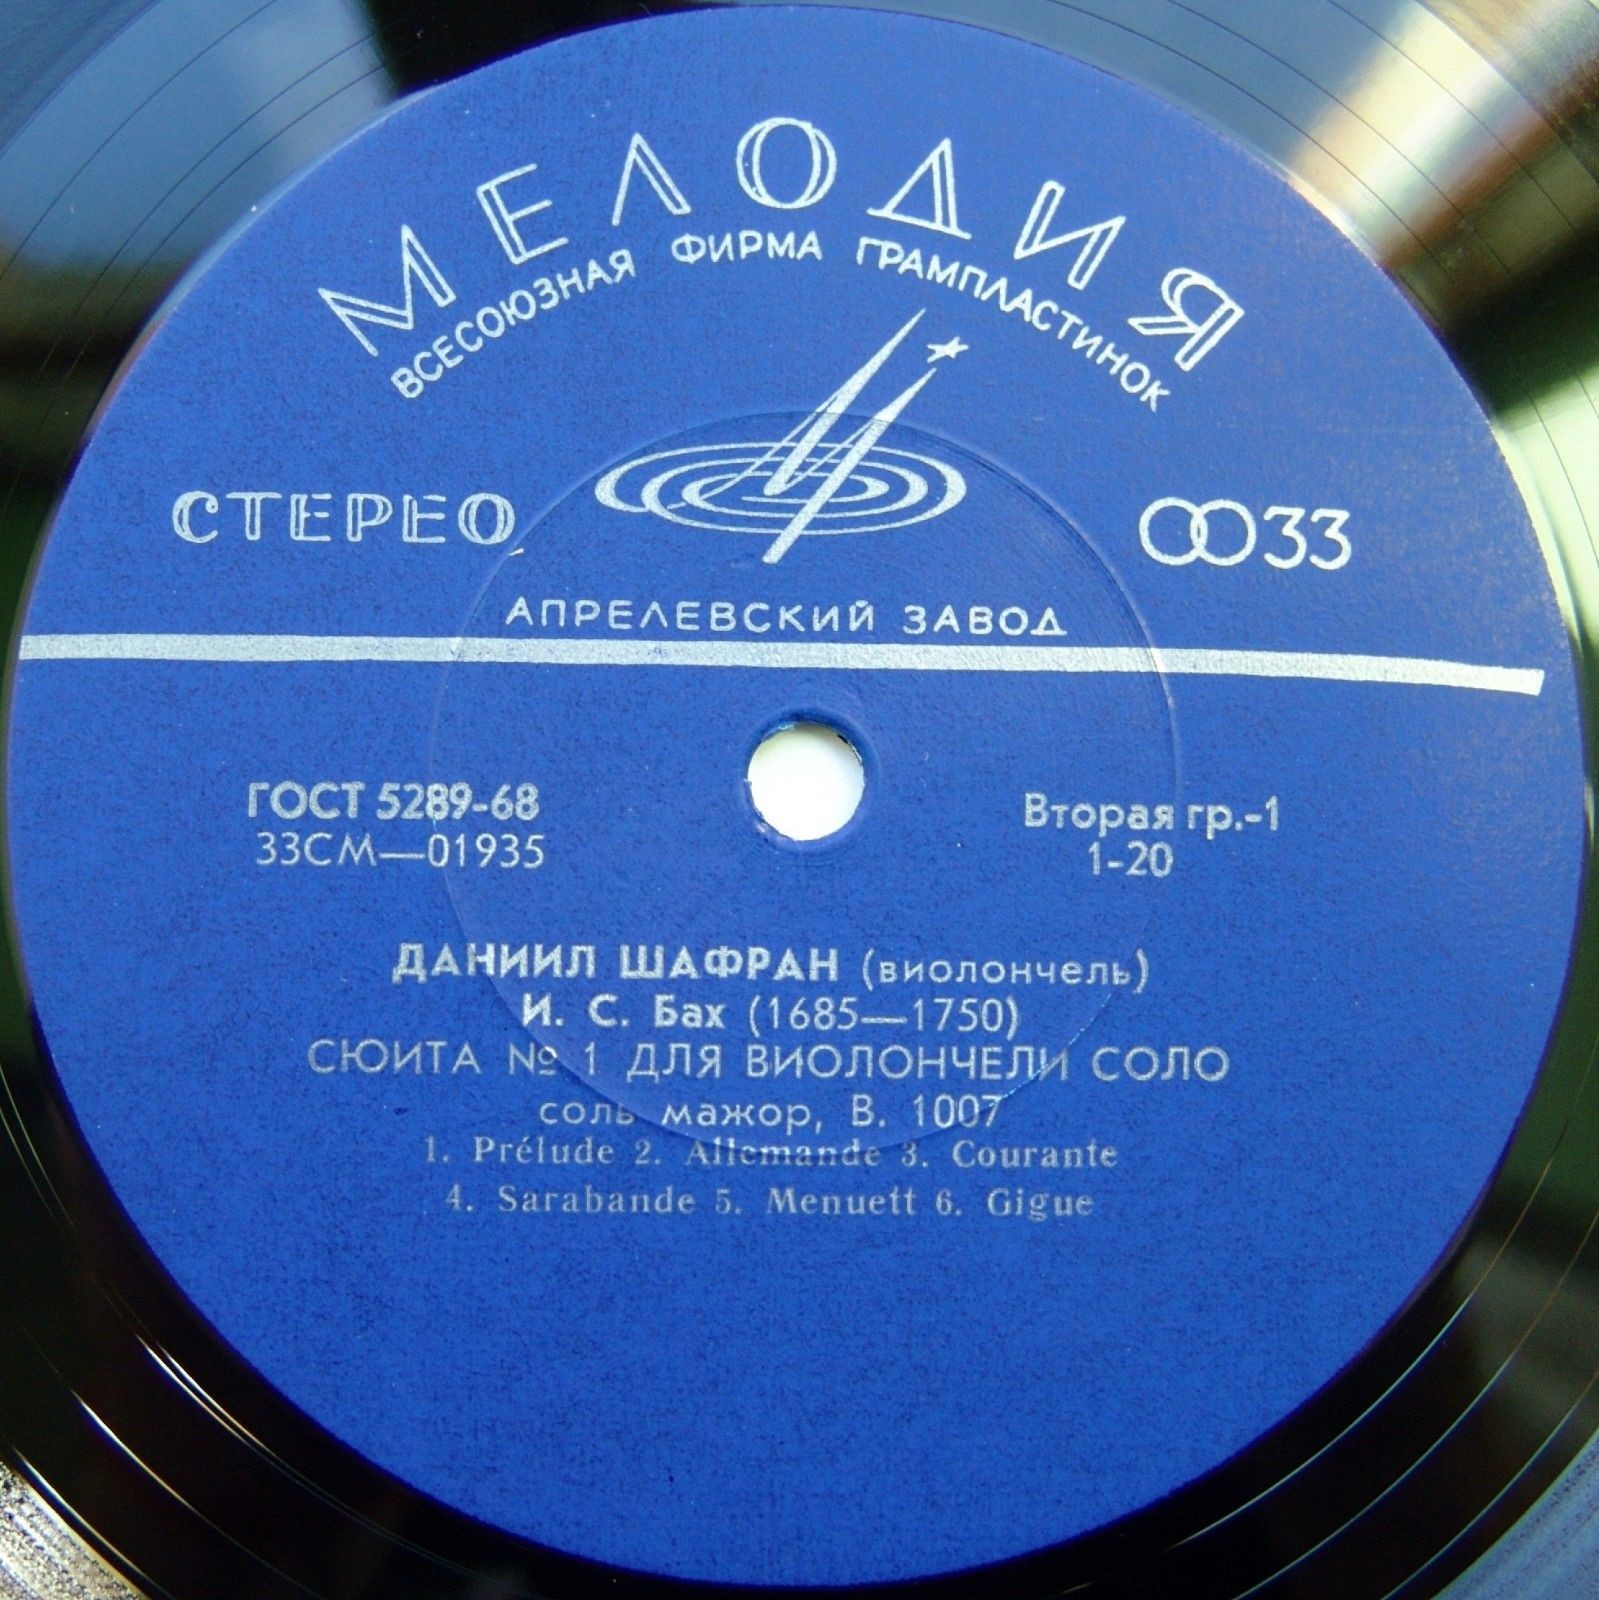 МЕЛОДИЯ
ВСЕСОЮЗНАЯ ФИРМА ГРАМПЛАСТИНОК
СТЕРЕО
33
АПРЕЛЕВСКИЙ ЗАВОД
ГОСТ 5289-68
33СМ—01935
Вторая гр.-1
1-20
ДАНИИЛ ШАФРАН (виолончель)
И. С. Бах (1685—1750)
СЮИТА № 1 ДЛЯ ВИОЛОНЧЕЛИ СОЛО
соль мажор, В. 1007
1. Prélude 2. Allemande 3. Courante
4. Sarabande 5. Menuett 6. Gigue